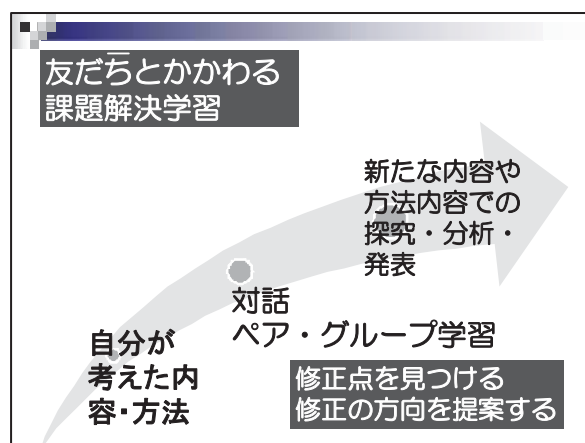 友だちとかかわる
課題解決学習
新たな内容や
方法内容での
探究・分析・
発表
対話
ペア・グループ学習
自分が
考えた内
容・方法
修正点を見つける
修正の方向を提案する